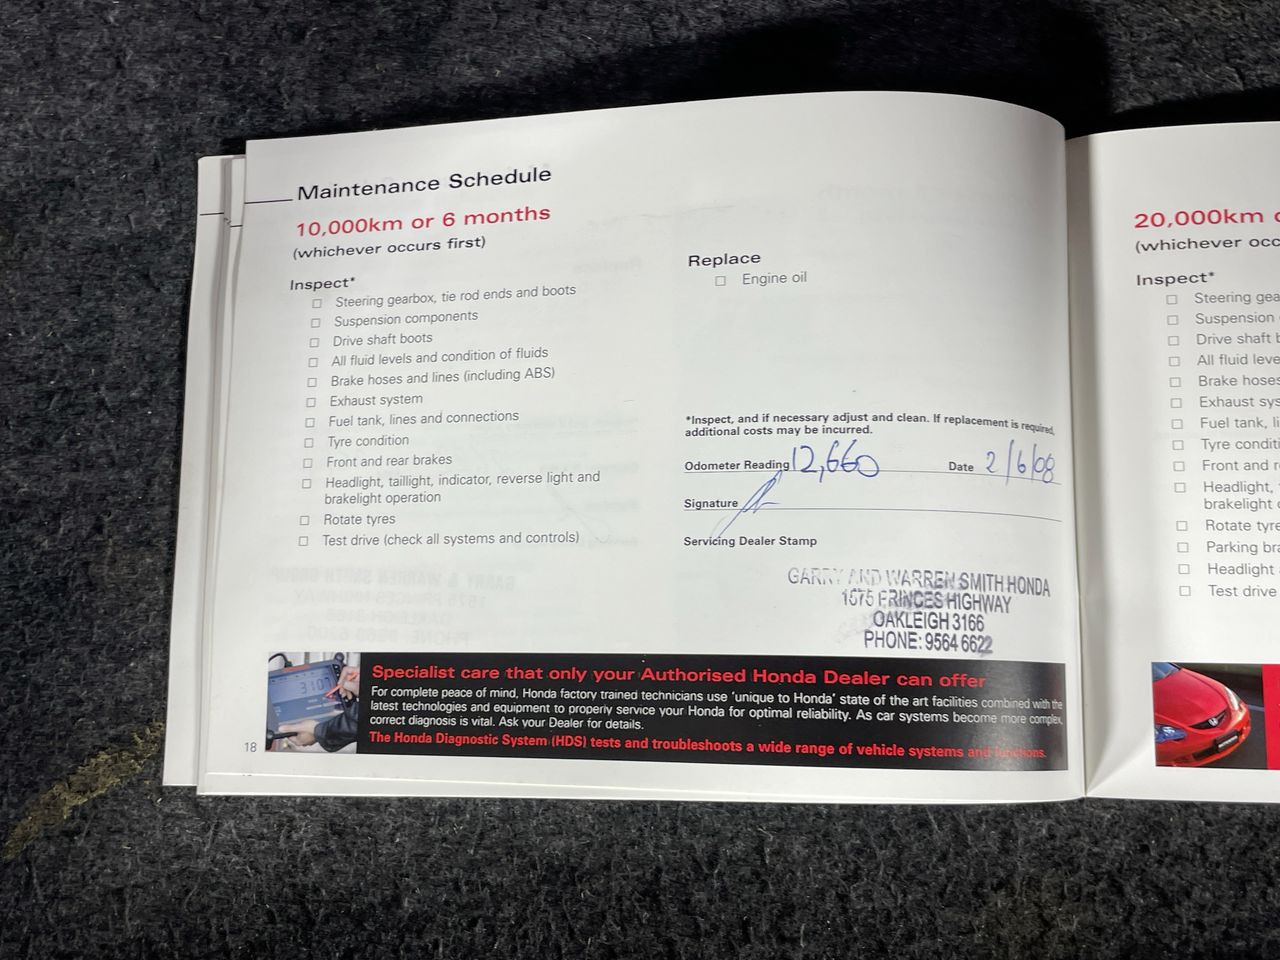 Maintenance Schedule
10,000km or 6 months
(whichever occurs first)
Inspect*
Steering gearbox, tie rod ends and boots
Suspension components
Drive shaft boots
All fluid levels and condition of fluids
Brake hoses and lines (including ABS)
Exhaust system
Fuel tank, lines and connections
Tyre condition
Front and rear brakes
Headlight, taillight, indicator, reverse light and
brakelight operation
Rotate tyres
Test drive (check all systems and controls)
Replace
Engine oil
*Inspect, and if necessary adjust and clean. If replacement is required,
additional costs may be incurred.
Odometer Reading 12,660 Date 2/6/08
Signature
Servicing Dealer Stamp
GARRY AND WARREN SMITH HONDA
1575 PRINCES HIGHWAY
OAKLEIGH 3166
PHONE: 9564 6622
3107
Specialist care that only your Authorised Honda Dealer can offer
For complete peace of mind, Honda factory trained technicians use 'unique to Honda' state of the art facilities combined with the
latest technologies and equipment to properly service your Honda for optimal reliability. As car systems become more complex,
correct diagnosis is vital. Ask your Dealer for details.
The Honda Diagnostic System (HDS) tests and troubleshoots a wide range of vehicle systems and functions.
18
20,000km
(whichever occ
Inspect*
Steering gea
Suspension
Drive shaft b
All fluid leve
Brake hoses
Exhaust sys
Fuel tank, li
Tyre conditi
Front and r
Headlight,
brakelight
Rotate tyre
Parking bra
Headlight
Test drive